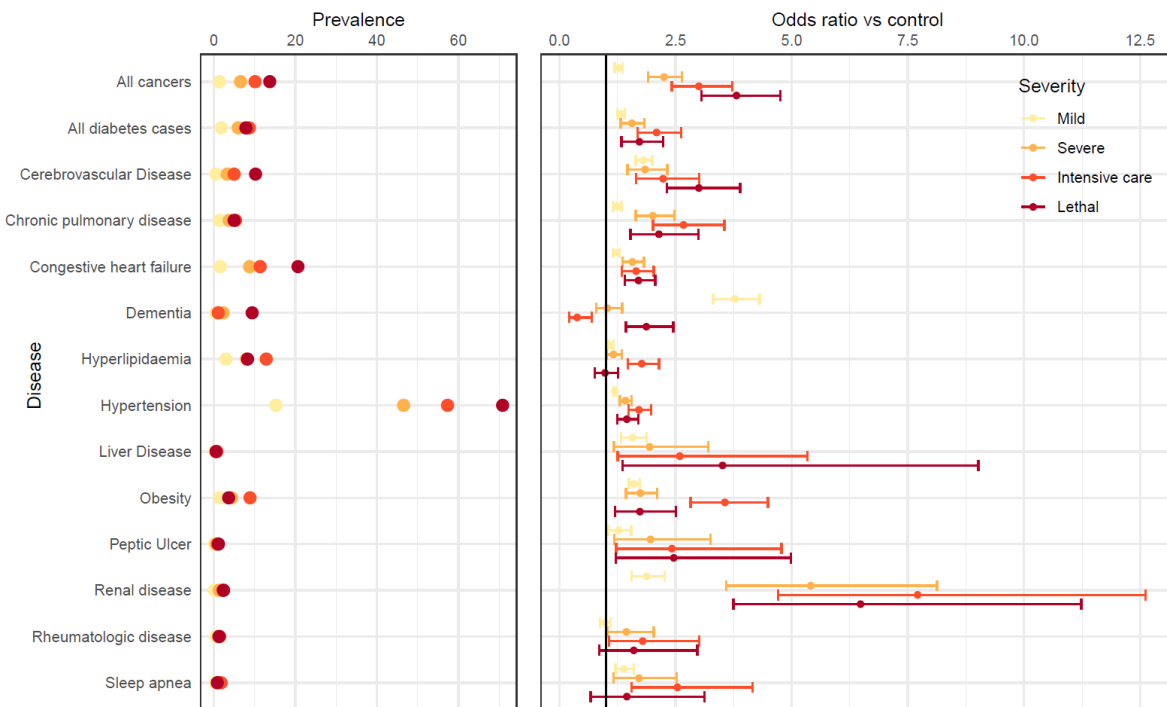 Prevalence
Odds ratio vs control
0 20 40 60
0.0 2.5 5.0 7.5 10.0 12.5
Disease
All cancers
All diabetes cases
Cerebrovascular Disease
Chronic pulmonary disease
Congestive heart failure
Dementia
Hyperlipidaemia
Hypertension
Liver Disease
Obesity
Peptic Ulcer
Renal disease
Rheumatologic disease
Sleep apnea
Severity
Mild
Severe
Intensive care
Lethal